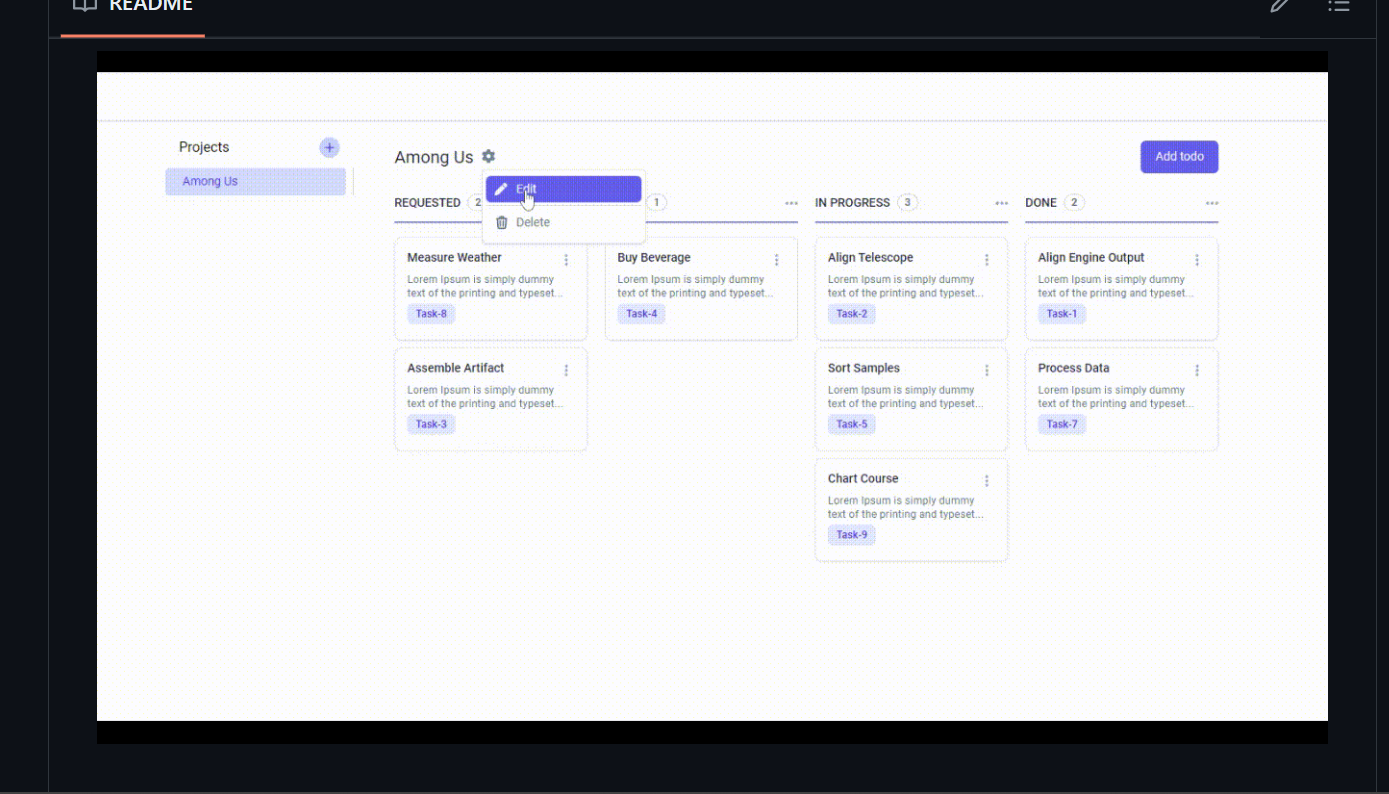 README
Projects
+
Among Us
Among Us
Add todo
Edit
Delete
REQUESTED 2
1
IN PROGRESS 3
DONE 2
Measure Weather
Lorem Ipsum is simply dummy
text of the printing and typeset...
Task-8
Assemble Artifact
Lorem Ipsum is simply dummy
text of the printing and typeset...
Task-3
Buy Beverage
Lorem Ipsum is simply dummy
text of the printing and typeset...
Task-4
Align Telescope
Lorem Ipsum is simply dummy
text of the printing and typeset...
Task-2
Sort Samples
Lorem Ipsum is simply dummy
text of the printing and typeset...
Task-5
Chart Course
Lorem Ipsum is simply dummy
text of the printing and typeset...
Task-9
Align Engine Output
Lorem Ipsum is simply dummy
text of the printing and typeset...
Task-1
Process Data
Lorem Ipsum is simply dummy
text of the printing and typeset...
Task-7